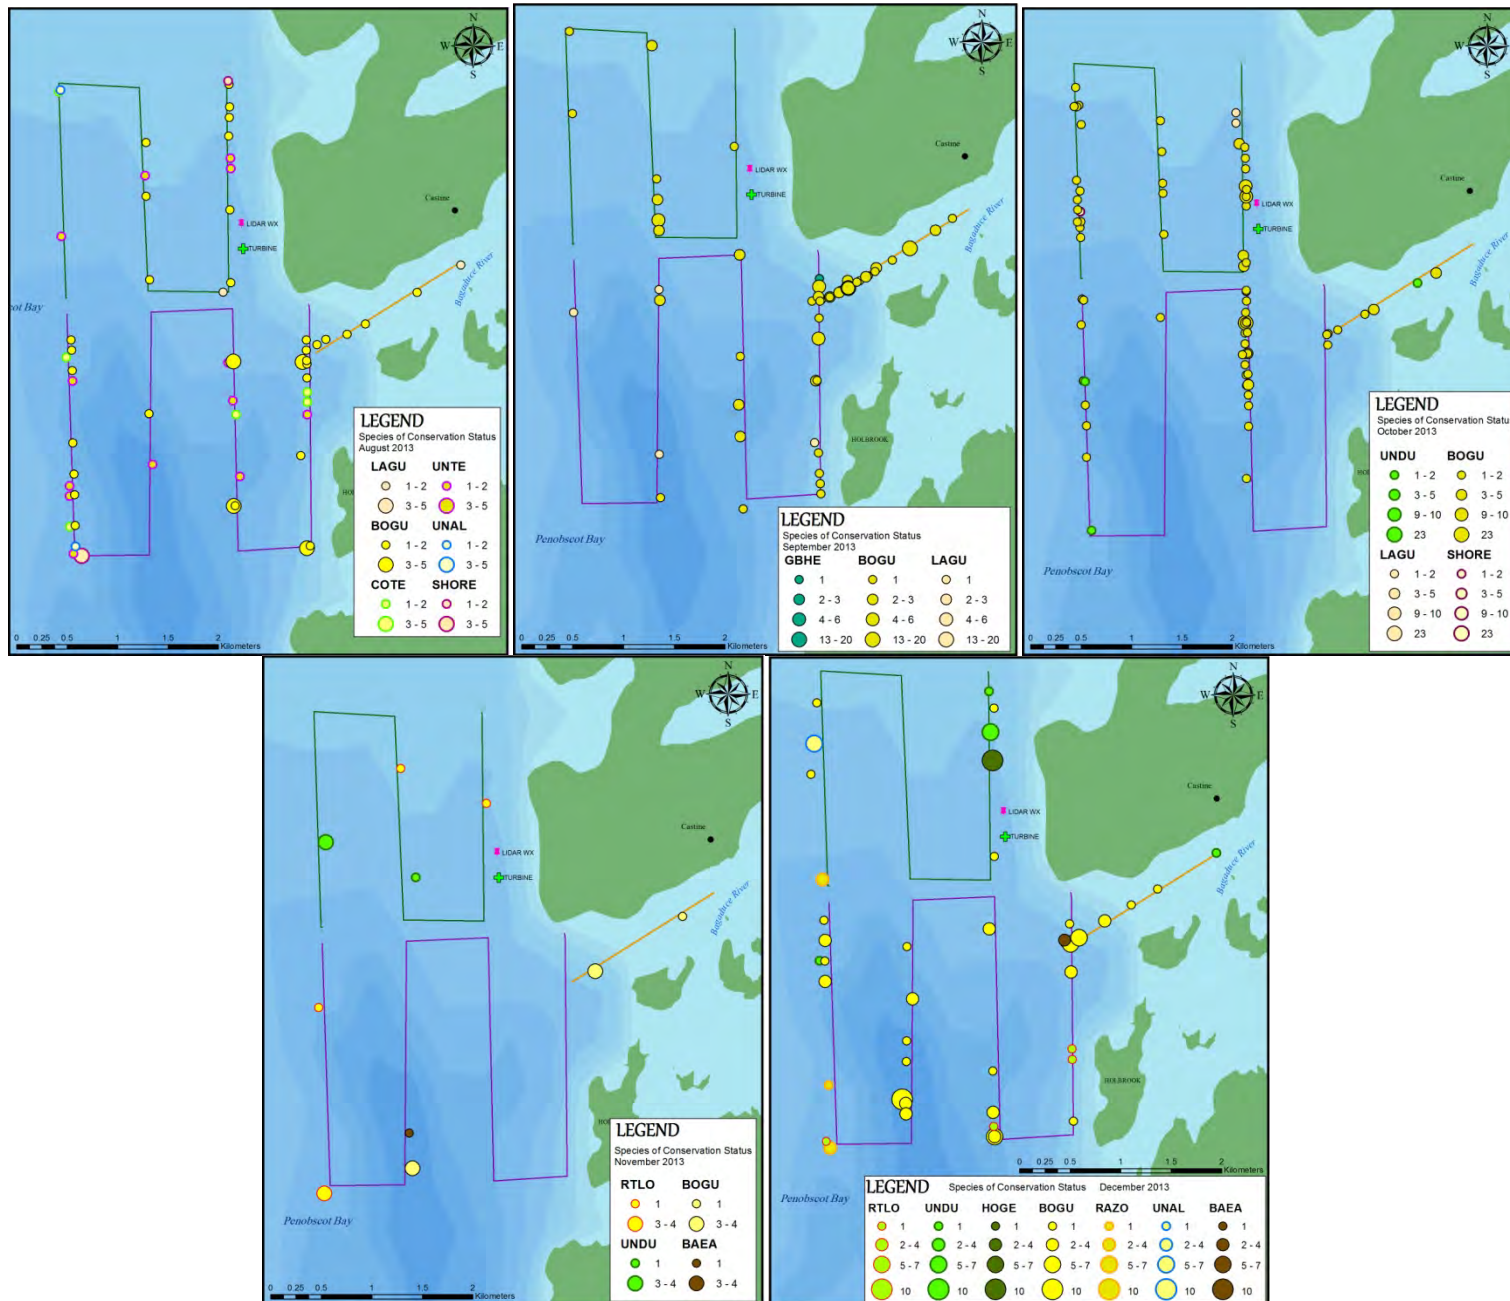 N
W E
S
Castine
Bagaduce River
LIDAR WX
TURBINE
ot Bay
LEGEND
Species of Conservation Status
August 2013
LAGU UNTE
1 - 2 1 - 2
3 - 5 3 - 5
BOGU UNAL
1 - 2 1 - 2
3 - 5 3 - 5
COTE SHORE
1 - 2 1 - 2
3 - 5 3 - 5
0 0.25 0.5 1 1.5 2
Kilometers
N
W E
S
Castine
Bagaduce River
LIDAR WX
TURBINE
HOLBROOK
Penobscot Bay
LEGEND
Species of Conservation Status
September 2013
GBHE BOGU LAGU
1 1 1
2 - 3 2 - 3 2 - 3
4 - 6 4 - 6 4 - 6
13 - 20 13 - 20 13 - 20
0 0.25 0.5 1 1.5 2
Kilometers
N
W E
S
Castine
Bagaduce River
LIDAR WX
TURBINE
HO
Penobscot Bay
LEGEND
Species of Conservation Status
October 2013
UNDU BOGU
1 - 2 1 - 2
3 - 5 3 - 5
9 - 10 9 - 10
23 23
LAGU SHORE
1 - 2 1 - 2
3 - 5 3 - 5
9 - 10 9 - 10
23 23
0 0.25 0.5 1 1.5 2
Kilometers
N
W E
S
Castine
Bagaduce River
LIDAR WX
TURBINE
Penobscot Bay
LEGEND
Species of Conservation Status
November 2013
RTLO BOGU
1 1
3 - 4 3 - 4
UNDU BAEA
1 1
3 - 4 3 - 4
0 0.25 0.5 1 1.5 2
Kilometers
N
W E
S
Castine
Bagaduce River
LIDAR WX
TURBINE
HOLBROOK
Penobscot Bay
0 0.25 0.5 1 1.5 2
Kilometers
LEGEND Species of Conservation Status December 2013
RTLO UNDU HOGE BOGU RAZO UNAL BAEA
1 1 1 1 1 1 1
2 - 4 2 - 4 2 - 4 2 - 4 2 - 4 2 - 4 2 - 4
5 - 7 5 - 7 5 - 7 5 - 7 5 - 7 5 - 7 5 - 7
10 10 10 10 10 10 10